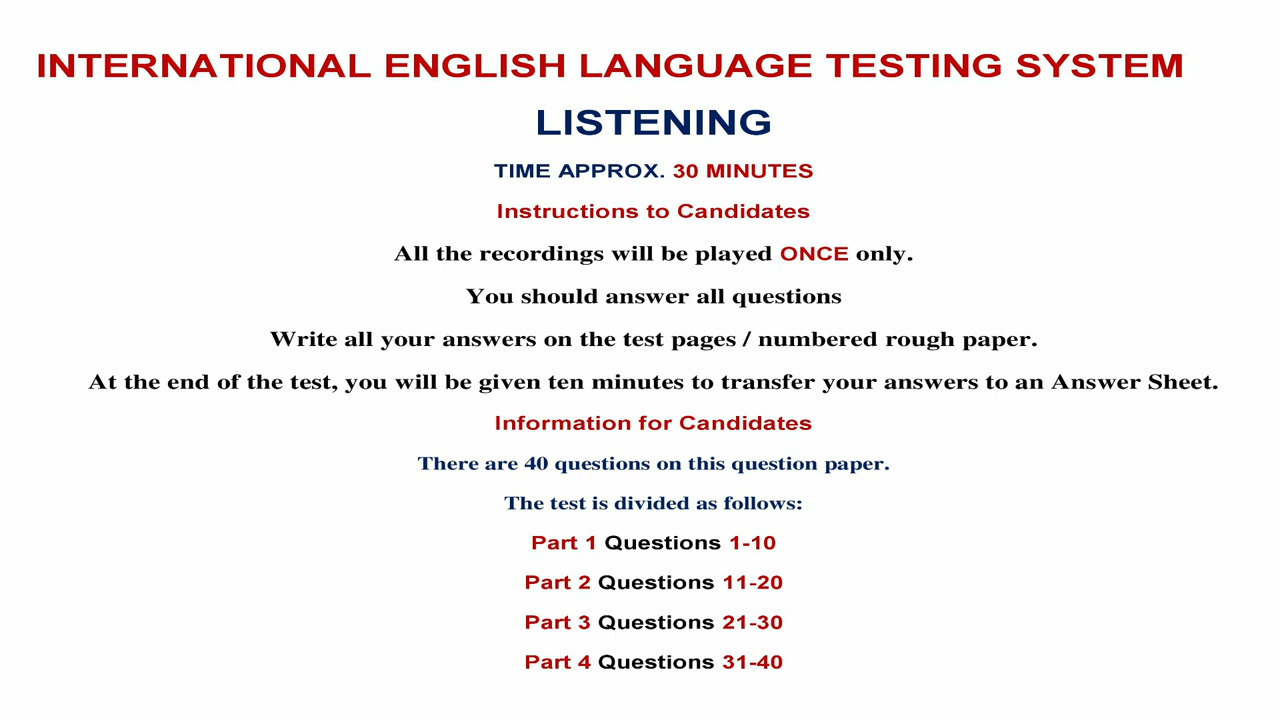 INTERNATIONAL ENGLISH LANGUAGE TESTING SYSTEM
LISTENING
TIME APPROX. 30 MINUTES
Instructions to Candidates
All the recordings will be played ONCE only.
You should answer all questions
Write all your answers on the test pages / numbered rough paper.
At the end of the test, you will be given ten minutes to transfer your answers to an Answer Sheet.
Information for Candidates
There are 40 questions on this question paper.
The test is divided as follows:
Part 1 Questions 1-10
Part 2 Questions 11-20
Part 3 Questions 21-30
Part 4 Questions 31-40